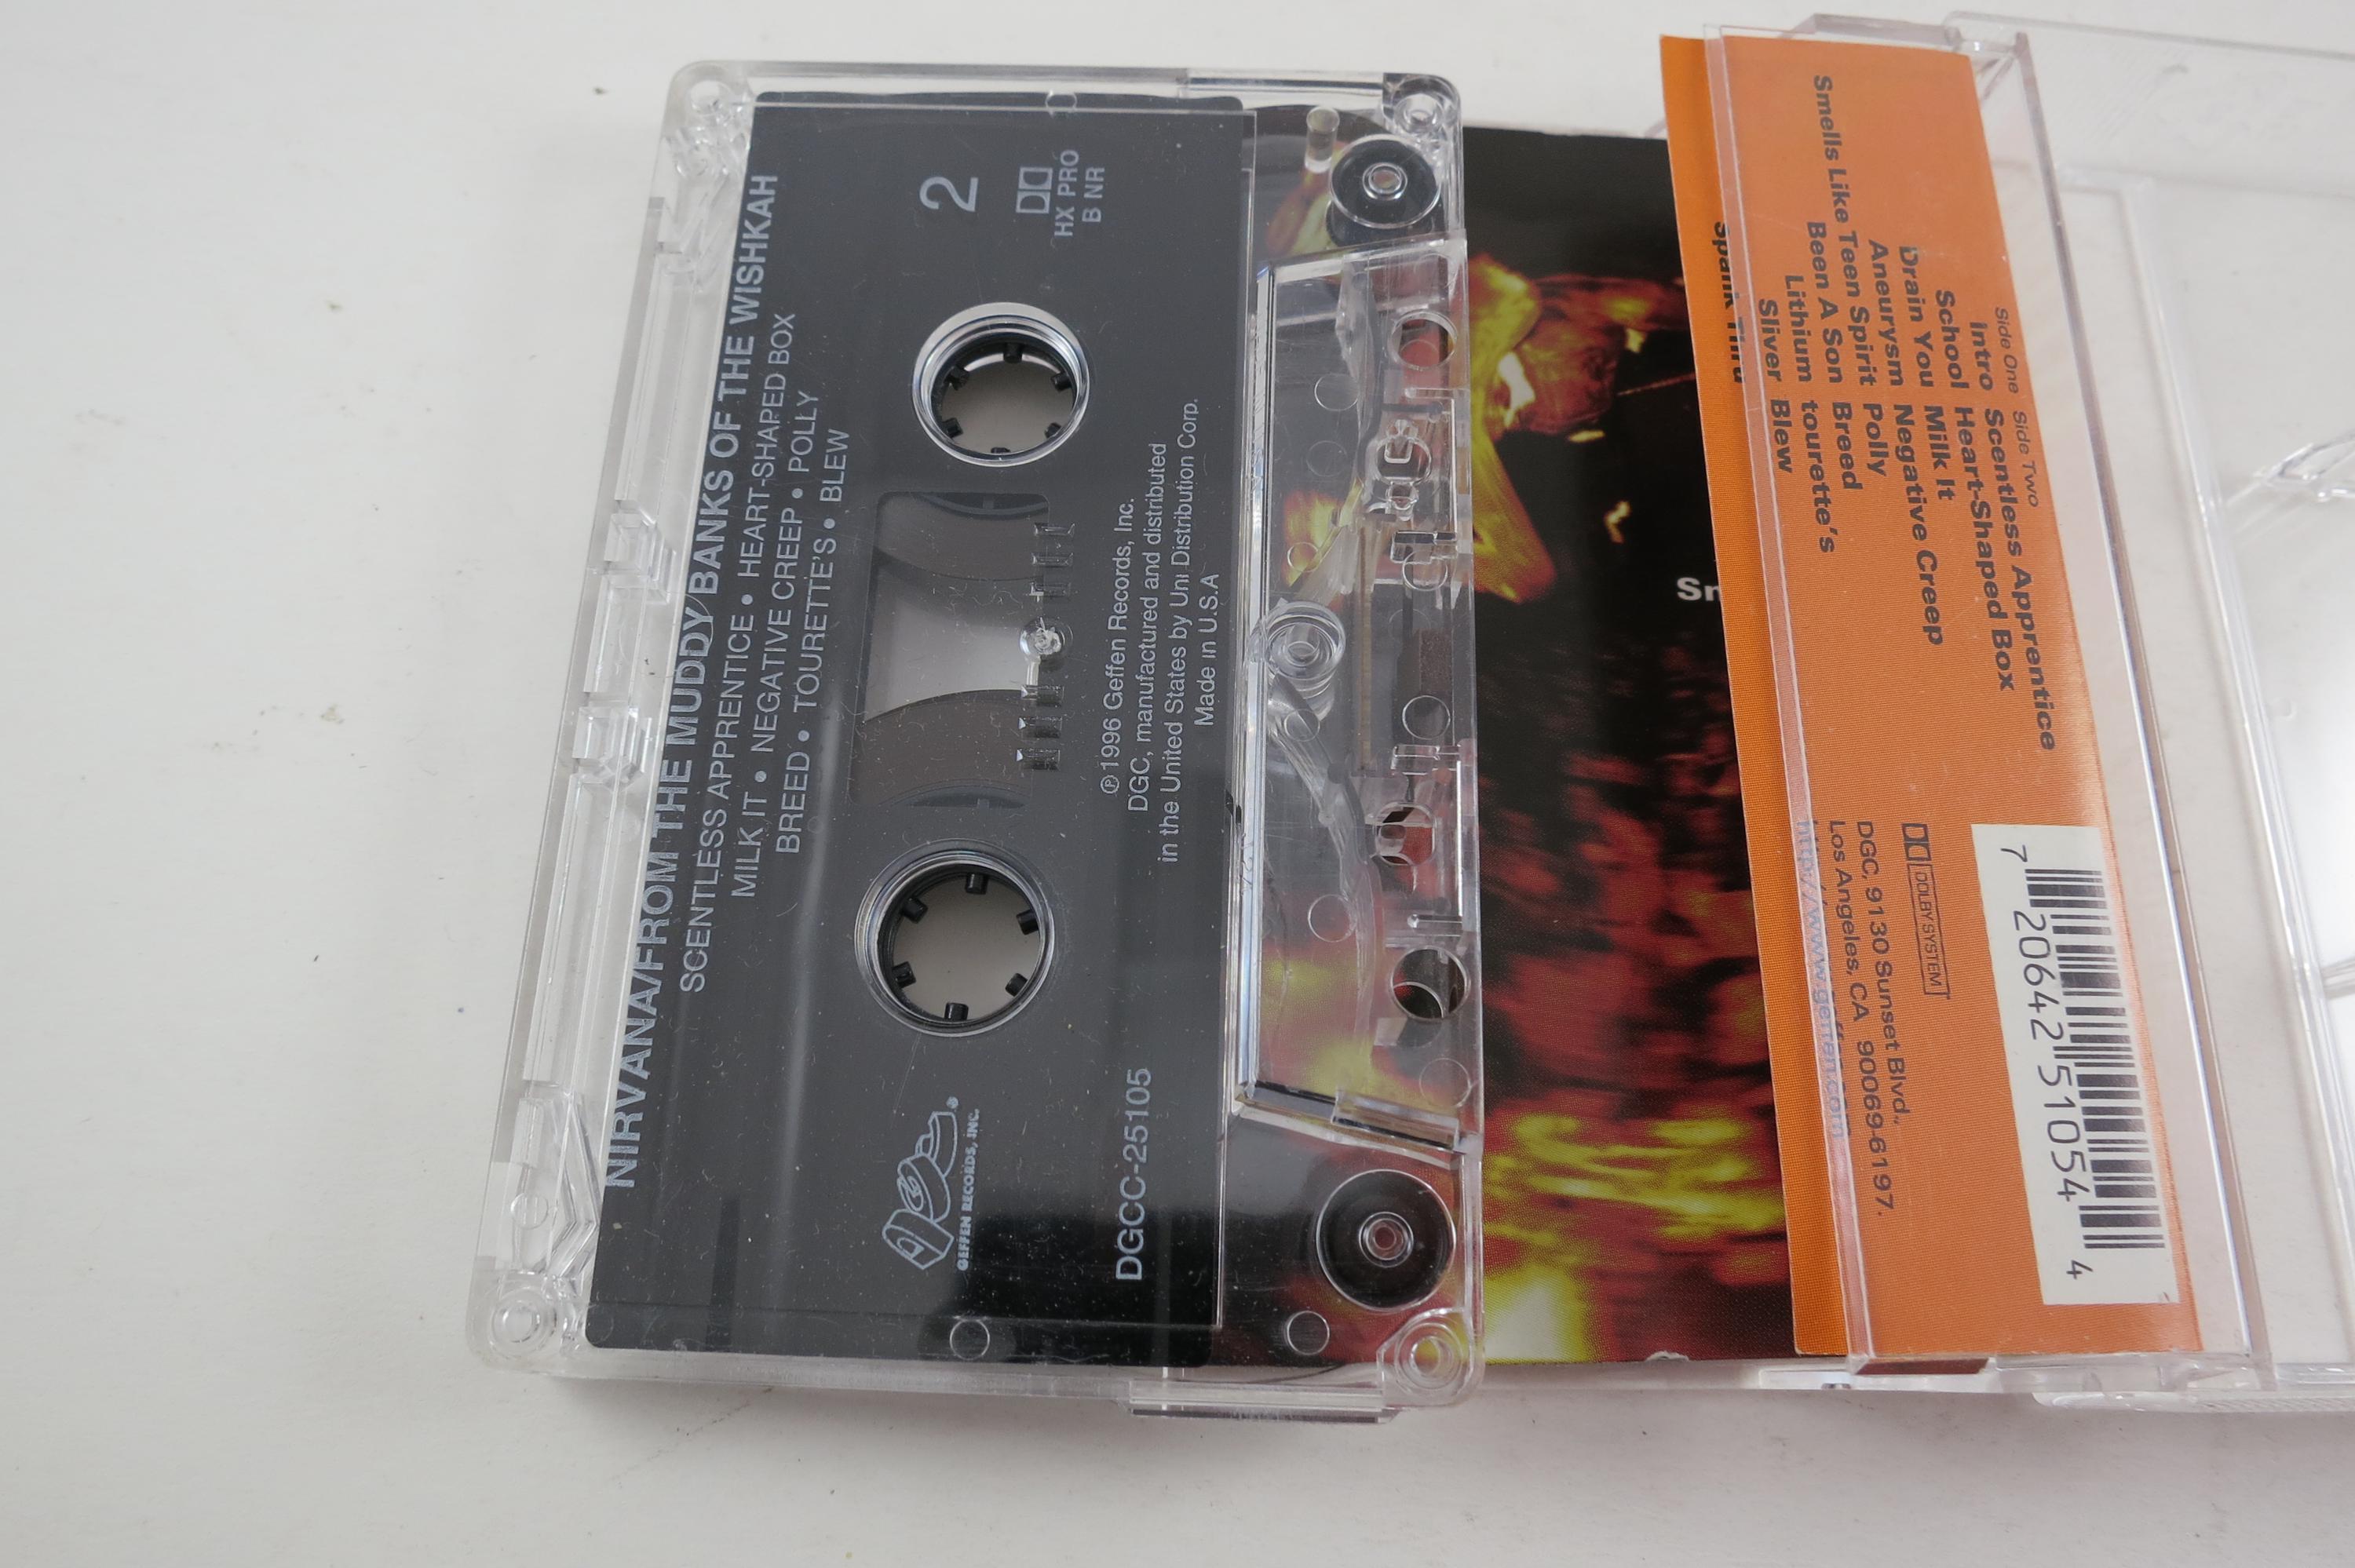 NIRVANA/FROM THE MUDDY BANKS OF THE WISHKAH
SCENTLESS APPRENTICE • HEART-SHAPED BOX
MILK IT • NEGATIVE CREEP • POLLY
BREED • TOURETTE'S • BLEW
2
HX PRO
B NR
GEFFEN RECORDS, INC.
℗1996 Geffen Records, Inc.
DGC, manufactured and distributed
in the United States by Uni Distribution Corp.
Made in U.S.A
DGCC-25105
Sm
Side One Side Two
Intro Scentless Apprentice
School Heart-Shaped Box
Drain You Milk It
Aneurysm Negative Creep
Smells Like Teen Spirit Polly
Been A Son Breed
Lithium tourette's
Sliver Blew
Spank Thru
DOLBY SYSTEM
DGC, 9130 Sunset Blvd.,
Los Angeles, CA 90069-6197.
http://www.geffen.com
7 20642 51054 4